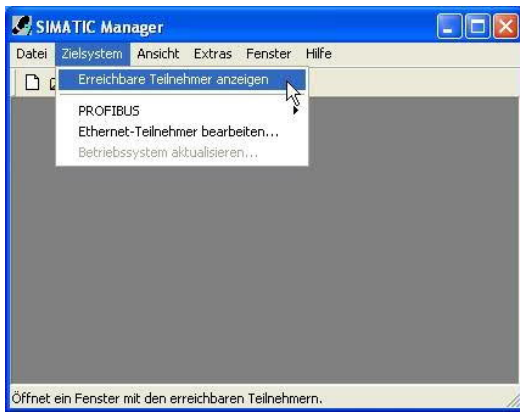 SIMATIC Manager
Datei Zielsystem Ansicht Extras Fenster Hilfe
Erreichbare Teilnehmer anzeigen
PROFIBUS
Ethernet-Teilnehmer bearbeiten...
Betriebssystem aktualisieren...
Öffnet ein Fenster mit den erreichbaren Teilnehmern.